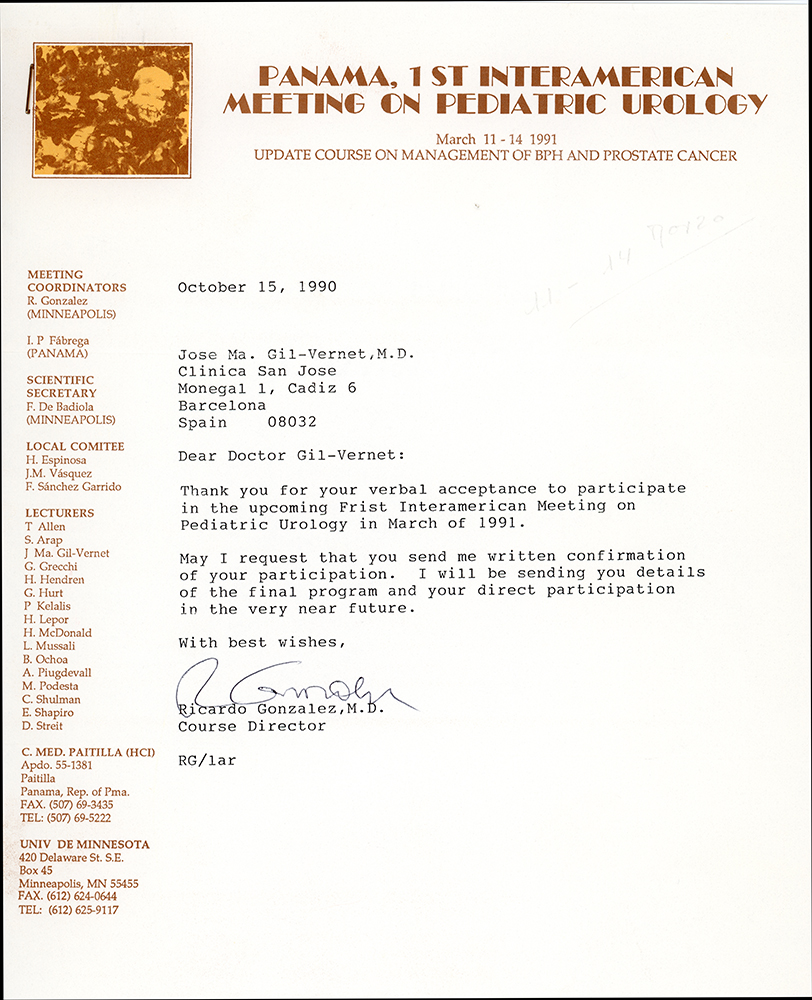 PANAMA, 1 ST INTERAMERICAN
MEETING ON PEDIATRIC UROLOGY
March 11 - 14 1991
UPDATE COURSE ON MANAGEMENT OF BPH AND PROSTATE CANCER
11 - 14 Marzo
MEETING
COORDINATORS
R. Gonzalez
(MINNEAPOLIS)
I. P Fábrega
(PANAMA)
SCIENTIFIC
SECRETARY
F. De Badiola
(MINNEAPOLIS)
LOCAL COMITEE
H. Espinosa
J.M. Vásquez
F. Sánchez Garrido
LECTURERS
T Allen
S. Arap
J Ma. Gil-Vernet
G. Grecchi
H. Hendren
G. Hurt
P Kelalis
H. Lepor
H. McDonald
L. Mussali
B. Ochoa
A. Piugdevall
M. Podesta
C. Shulman
E. Shapiro
D. Streit
C. MED. PAITILLA (HCI)
Apdo. 55-1381
Paitilla
Panama, Rep. of Pma.
FAX. (507) 69-3435
TEL: (507) 69-5222
UNIV DE MINNESOTA
420 Delaware St. S.E.
Box 45
Minneapolis, MN 55455
FAX. (612) 624-0644
TEL: (612) 625-9117
October 15, 1990
Jose Ma. Gil-Vernet,M.D.
Clinica San Jose
Monegal 1, Cadiz 6
Barcelona
Spain 08032
Dear Doctor Gil-Vernet:
Thank you for your verbal acceptance to participate
in the upcoming Frist Interamerican Meeting on
Pediatric Urology in March of 1991.
May I request that you send me written confirmation
of your participation. I will be sending you details
of the final program and your direct participation
in the very near future.
With best wishes,
R Gonzalez
Ricardo Gonzalez,M.D.
Course Director
RG/lar